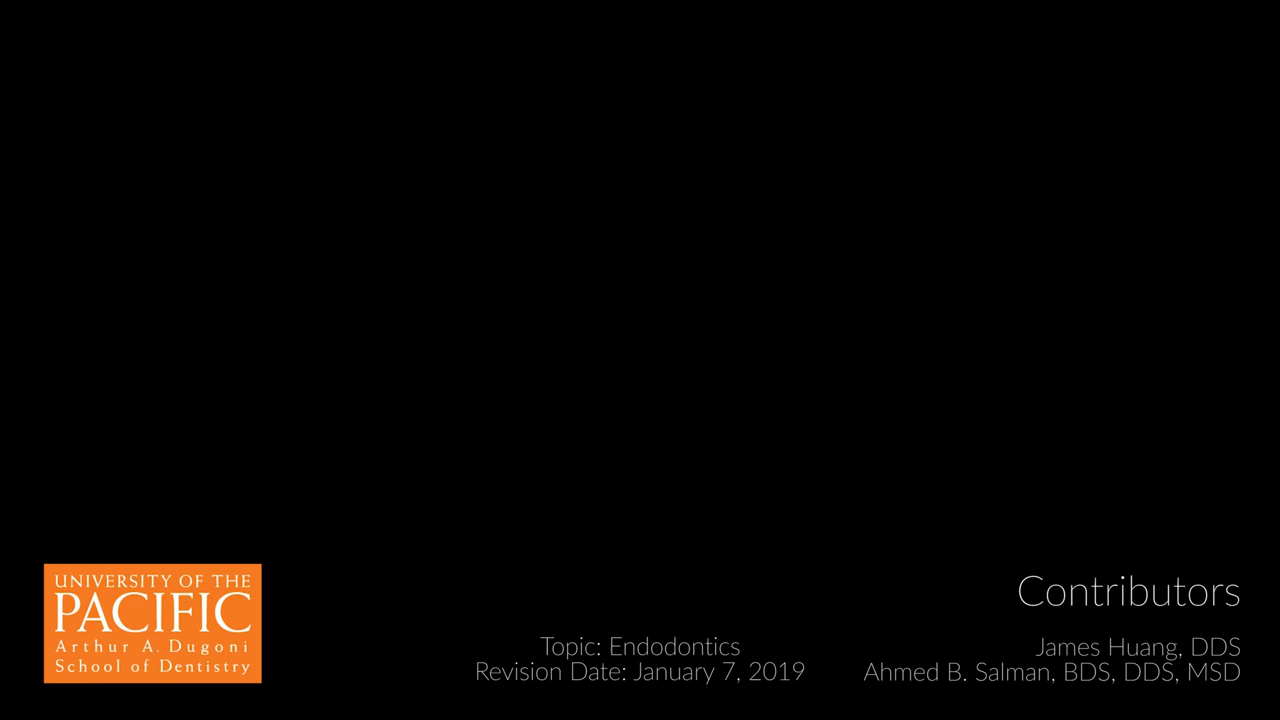 UNIVERSITY OF THE
PACIFIC
Arthur A. Dugoni
School of Dentistry
Topic: Endodontics
Revision Date: January 7, 2019
Contributors
James Huang, DDS
Ahmed B. Salman, BDS, DDS, MSD